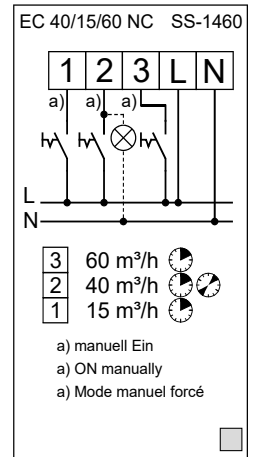 EC 40/15/60 NC SS-1460
1 2 3 L N
a) a) a)
L
N
3 60 m³/h
2 40 m³/h
1 15 m³/h
a) manuell Ein
a) ON manually
a) Mode manuel forcé